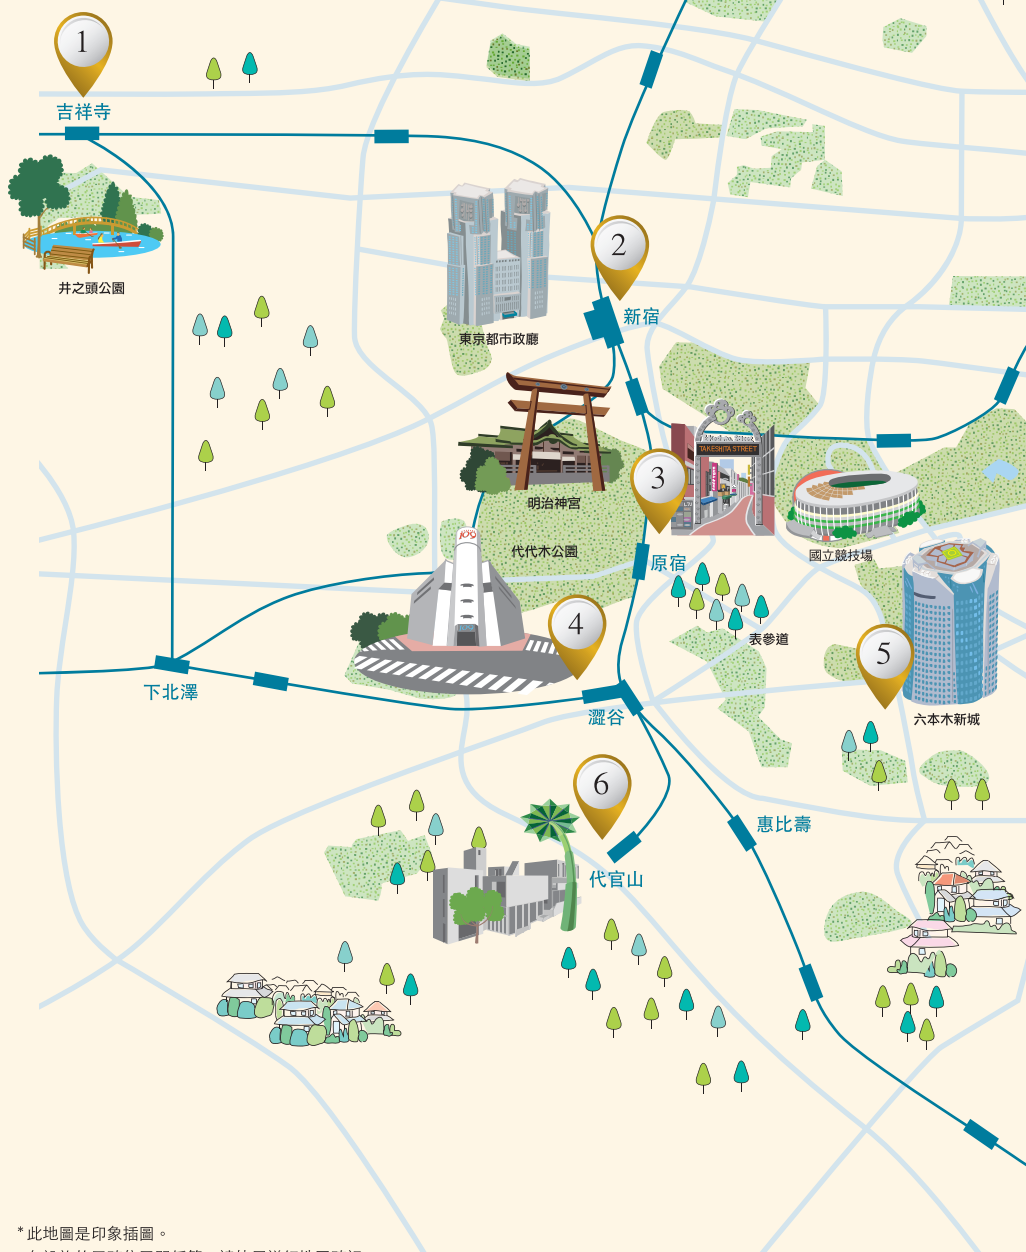 1
吉祥寺
井之頭公園
2
新宿
東京都市政廳
TAKESHITA STREET
3
明治神宮
原宿
代代木公園
國立競技場
109
表參道
4
5
六本木新城
下北澤
澀谷
6
惠比壽
代官山
*此地圖是印象插圖。